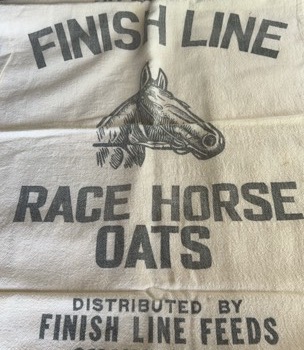 FINISH LINE
RACE HORSE
OATS
DISTRIBUTED BY
FINISH LINE FEEDS